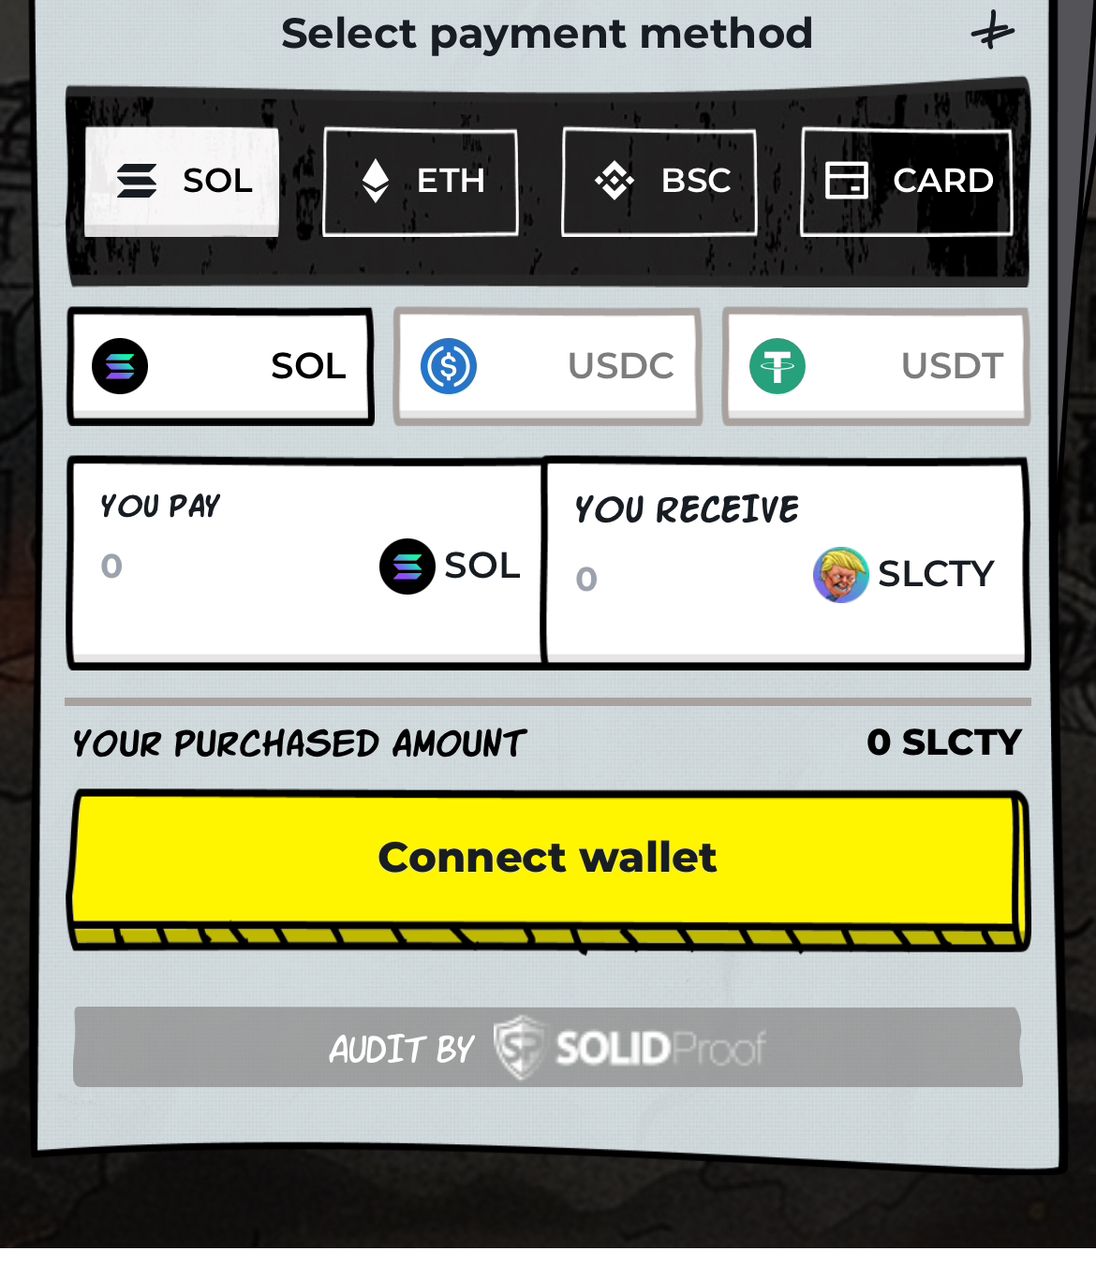 Select payment method
SOL ETH BSC CARD
SOL USDC USDT
YOU PAY
YOU RECEIVE
0 SOL
0 SLCTY
YOUR PURCHASED AMOUNT 0 SLCTY
Connect wallet
AUDIT BY SP SOLIDProof